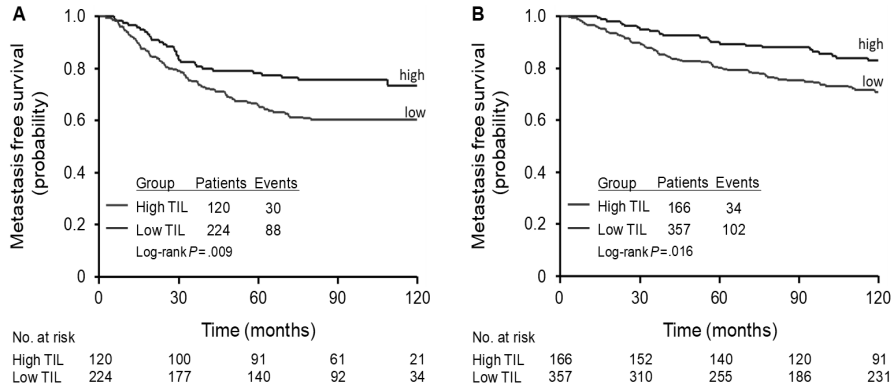 A
Metastasis free survival
(probability)
1.0
0.8
0.6
0.4
0.2
0
high
low
Group Patients Events
High TIL 120 30
Low TIL 224 88
Log-rank P=.009
0 30 60 90 120
Time (months)
No. at risk
High TIL 120 100 91 61 21
Low TIL 224 177 140 92 34
B
Metastasis free survival
(probability)
1.0
0.8
0.6
0.4
0.2
0
high
low
Group Patients Events
High TIL 166 34
Low TIL 357 102
Log-rank P=.016
0 30 60 90 120
Time (months)
No. at risk
High TIL 166 152 140 120 91
Low TIL 357 310 255 186 231